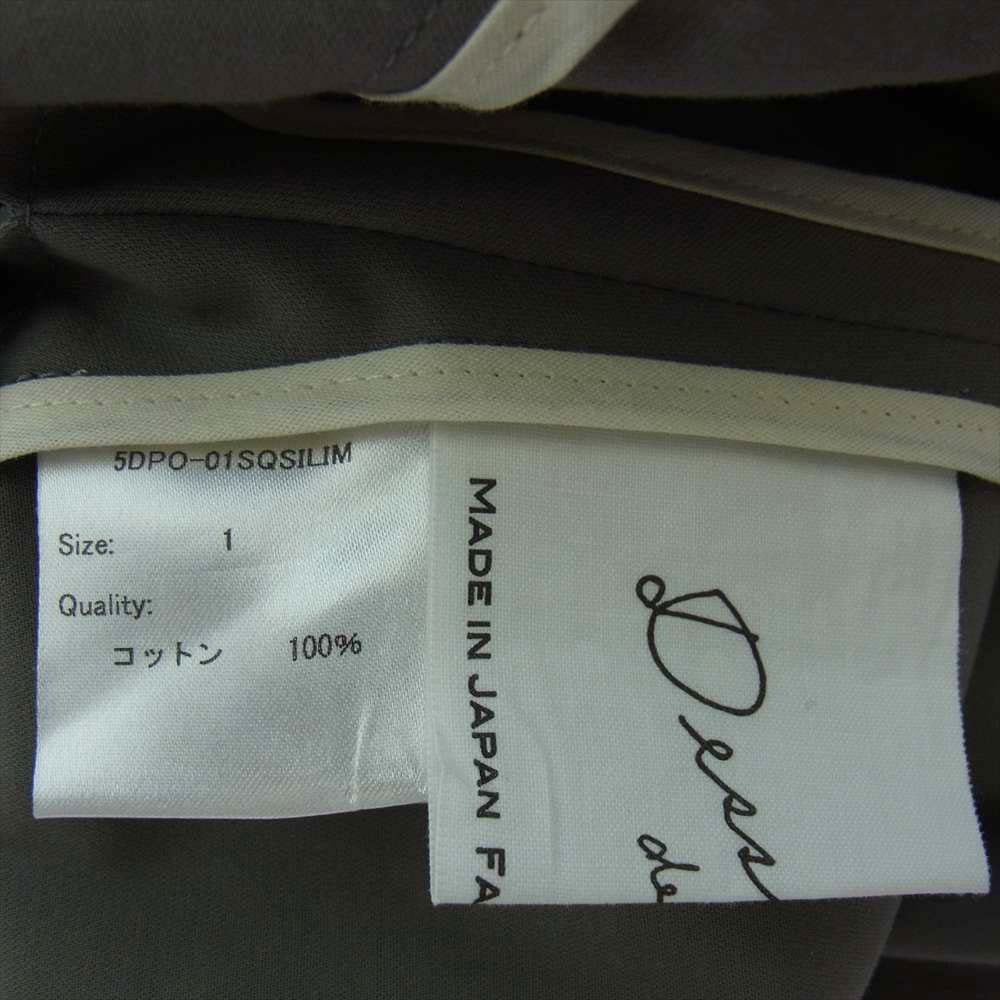 5DPO-01SQSILIM
Size: 1
Quality:
コットン 100%
MADE IN JAPAN